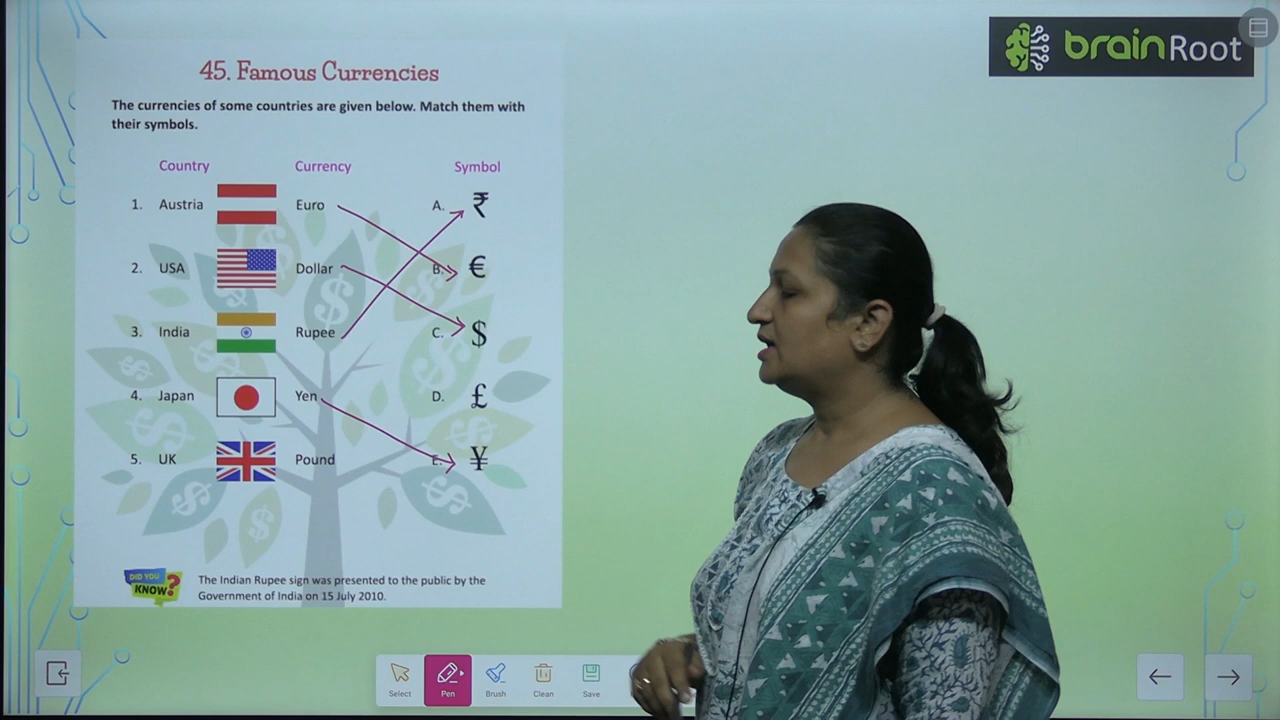 brainRoot
45. Famous Currencies
The currencies of some countries are given below. Match them with
their symbols.
Country Currency Symbol
1. Austria Euro A. ₹
2. USA Dollar B. €
3. India Rupee C. $
4. Japan Yen D. £
5. UK Pound E. ¥
DID YOU
KNOW?
The Indian Rupee sign was presented to the public by the
Government of India on 15 July 2010.
Select Pen Brush Clean Save